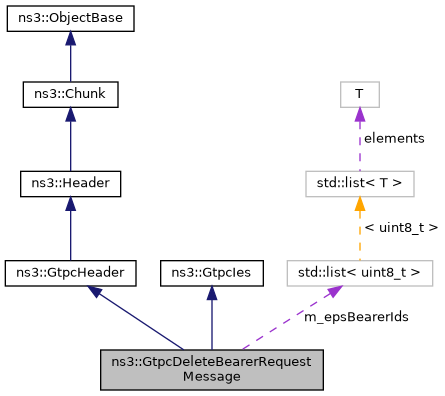 ns3::ObjectBase
ns3::Chunk
T
elements
ns3::Header
std::list< T >
< uint8_t >
ns3::GtpcHeader
ns3::GtpcIes
std::list< uint8_t >
m_epsBearerIds
ns3::GtpcDeleteBearerRequest
Message